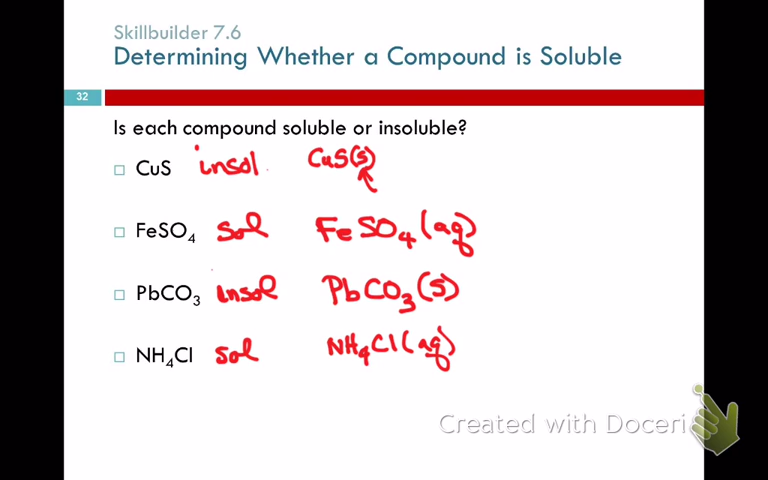 Skillbuilder 7.6
Determining Whether a Compound is Soluble
32
Is each compound soluble or insoluble?
CuS insol CuS(s)
FeSO₄ sol FeSO₄(aq)
PbCO₃ insol PbCO₃(s)
NH₄Cl sol NH₄Cl(aq)
Created with Doceri